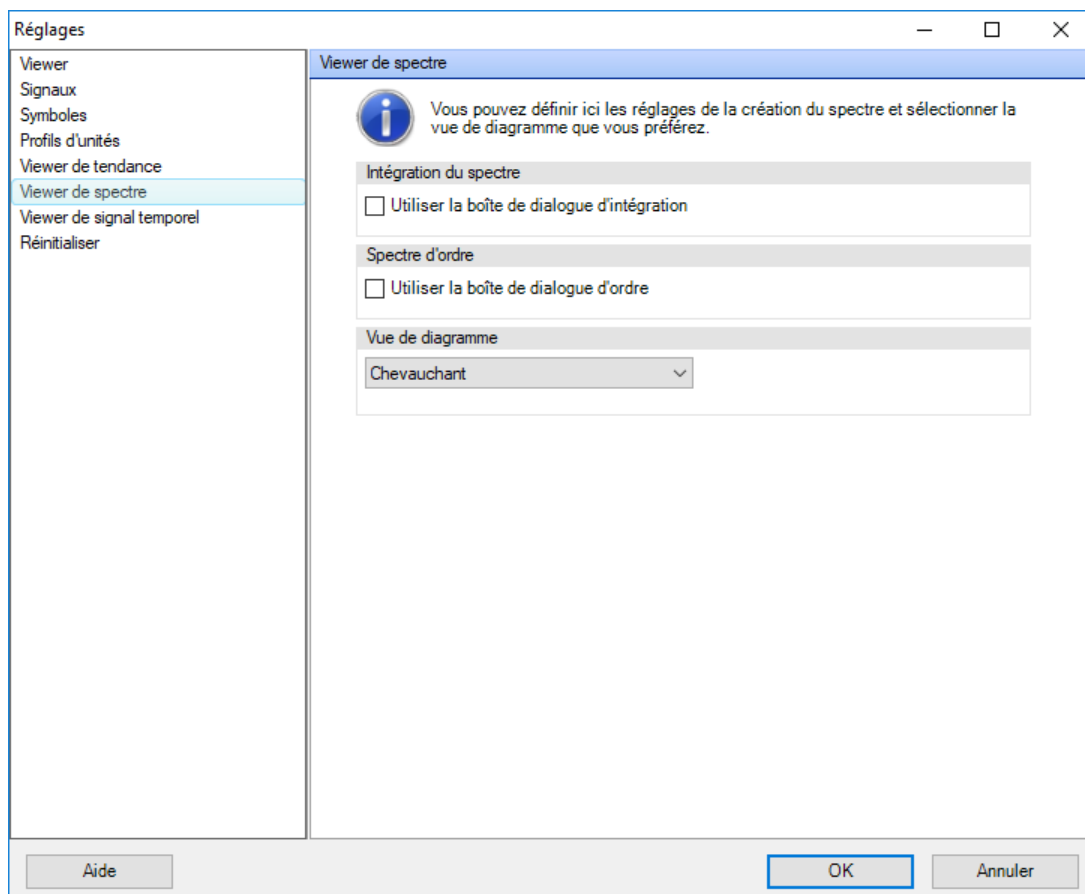 Réglages
Viewer
Signaux
Symboles
Profils d'unités
Viewer de tendance
Viewer de spectre
Viewer de signal temporel
Réinitialiser
Viewer de spectre
Vous pouvez définir ici les réglages de la création du spectre et sélectionner la
vue de diagramme que vous préférez.
Intégration du spectre
Utiliser la boîte de dialogue d'intégration
Spectre d'ordre
Utiliser la boîte de dialogue d'ordre
Vue de diagramme
Chevauchant
Aide
OK
Annuler